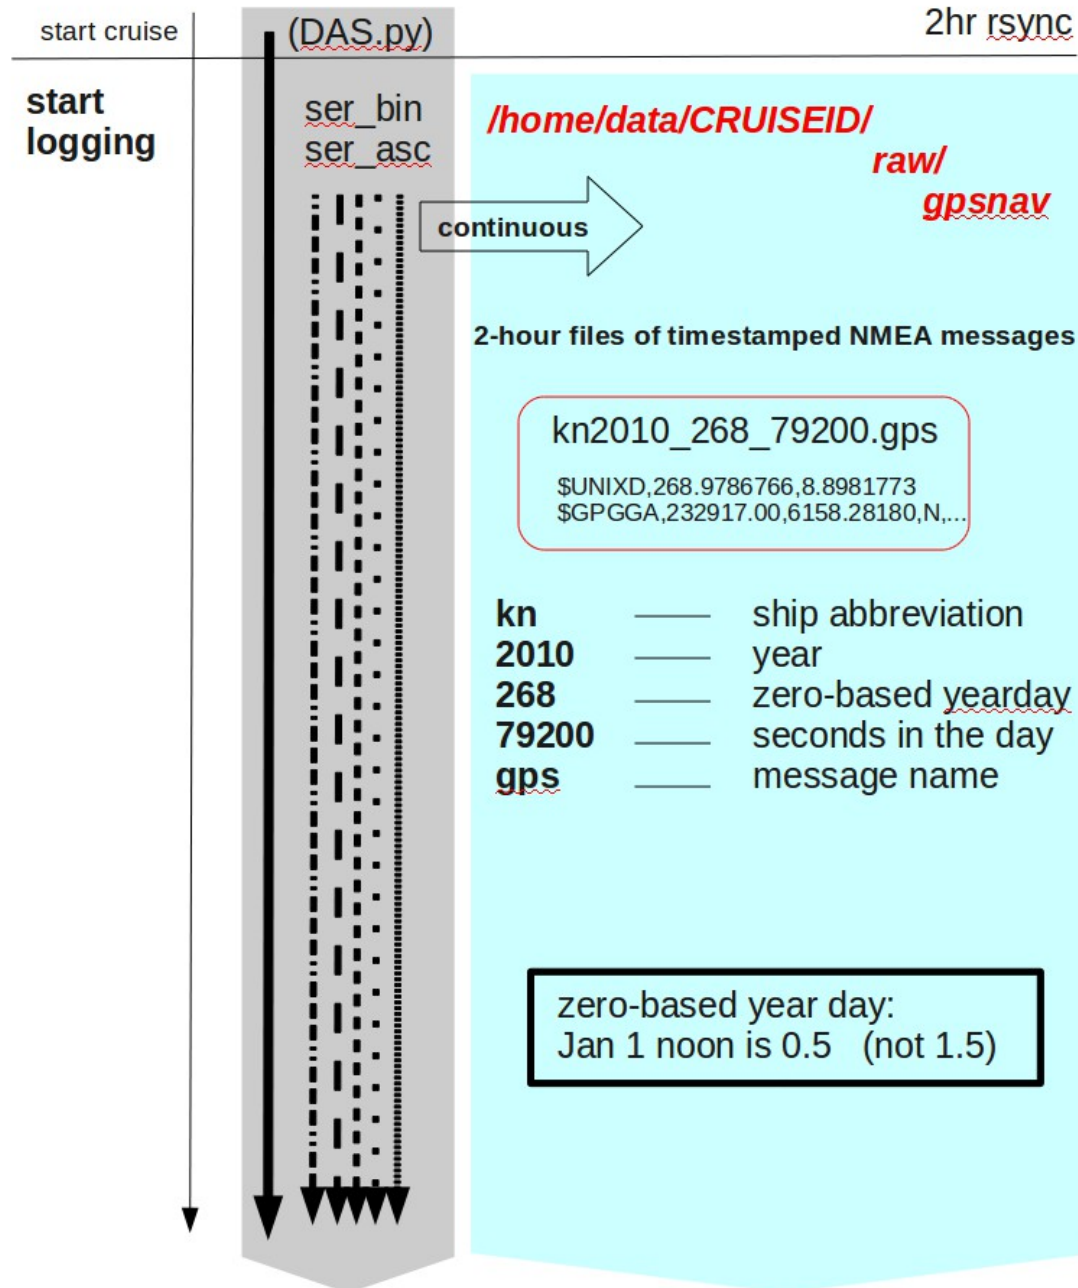 start cruise
(DAS.py)
2hr rsync
start
logging
ser_bin
ser_asc
/home/data/CRUISEID/
raw/
gpsnav
continuous
2-hour files of timestamped NMEA messages
kn2010_268_79200.gps
$UNIXD,268.9786766,8.8981773
$GPGGA,232917.00,6158.28180,N,...
kn ship abbreviation
2010 year
268 zero-based yearday
79200 seconds in the day
gps message name
zero-based year day:
Jan 1 noon is 0.5 (not 1.5)